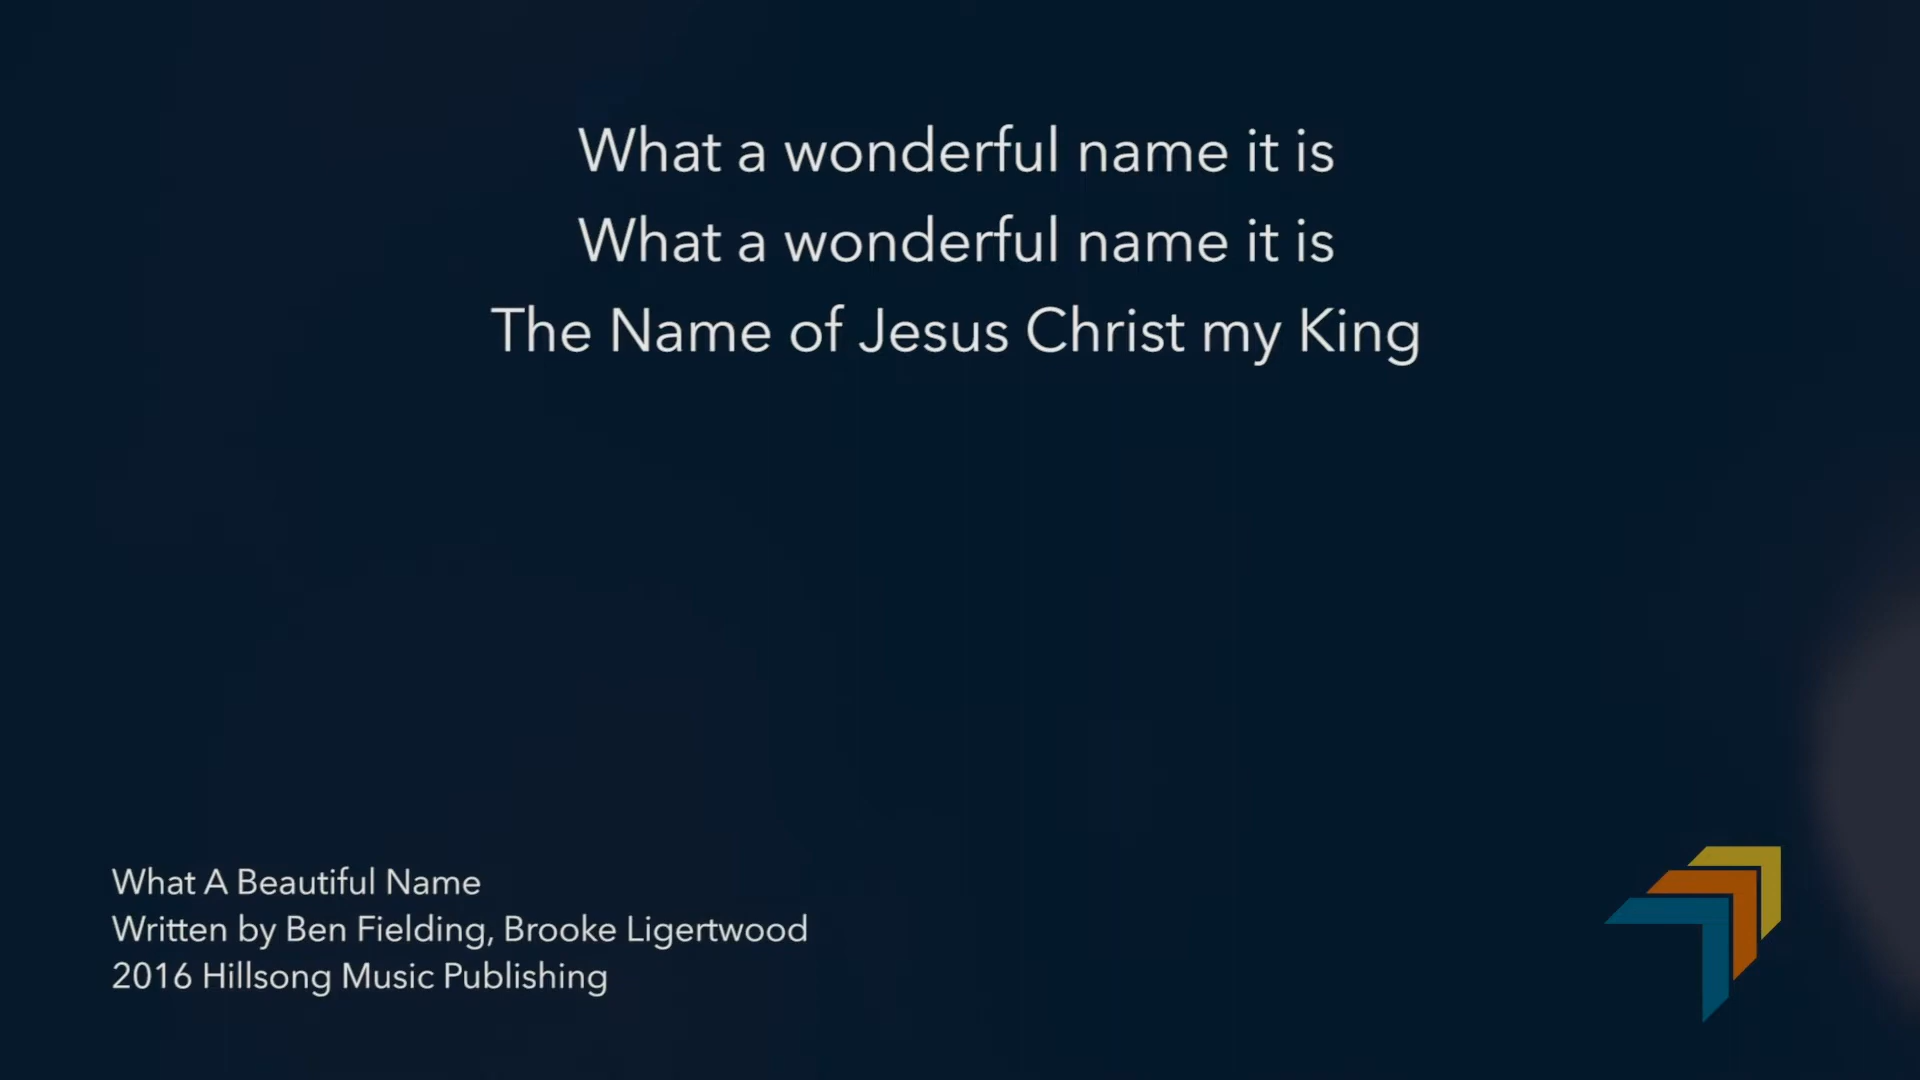 What a wonderful name it is
What a wonderful name it is
The Name of Jesus Christ my King
What A Beautiful Name
Written by Ben Fielding, Brooke Ligertwood
2016 Hillsong Music Publishing